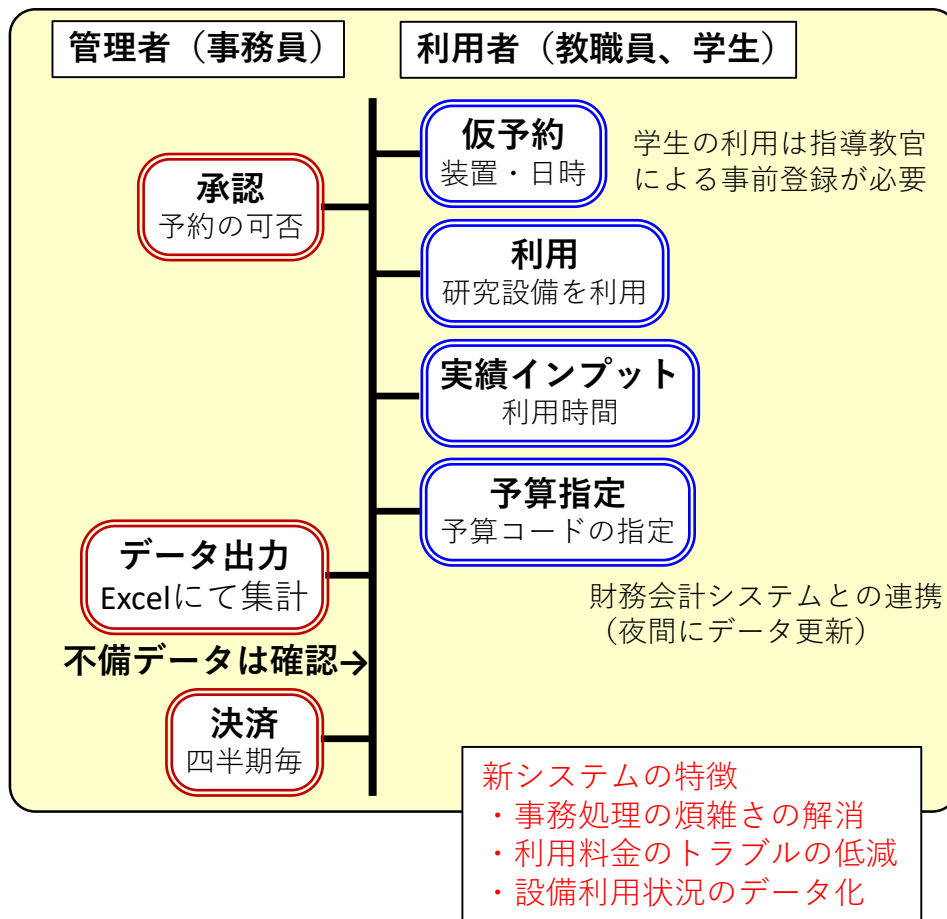 管理者（事務員）
利用者（教職員、学生）
仮予約
装置・日時
学生の利用は指導教官
による事前登録が必要
承認
予約の可否
利用
研究設備を利用
実績インプット
利用時間
予算指定
予算コードの指定
データ出力
Excelにて集計
財務会計システムとの連携
（夜間にデータ更新）
不備データは確認→
決済
四半期毎
新システムの特徴
・事務処理の煩雑さの解消
・利用料金のトラブルの低減
・設備利用状況のデータ化